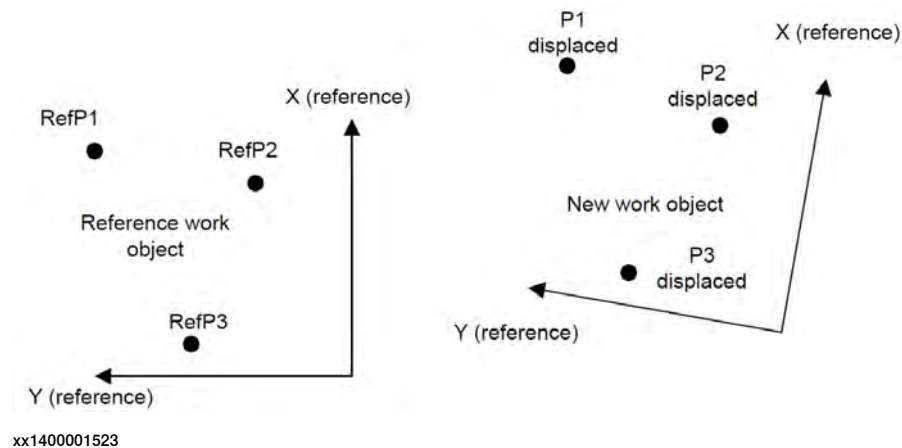 X (reference)
RefP1
RefP2
Reference work
object
RefP3
Y (reference)
P1
displaced
X (reference)
P2
displaced
New work object
P3
displaced
Y (reference)
xx1400001523